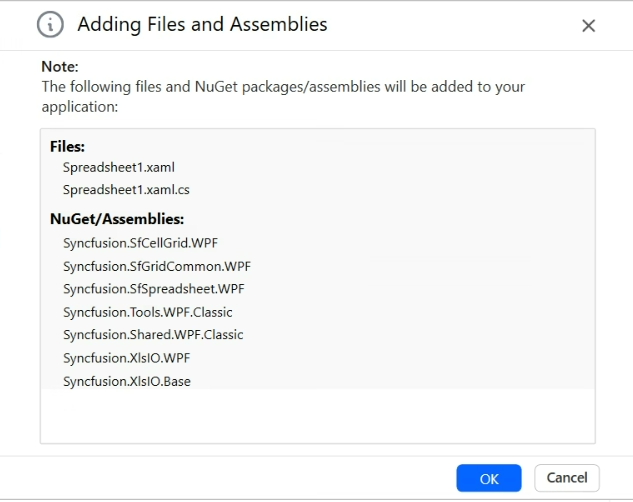 Adding Files and Assemblies
Note:
The following files and NuGet packages/assemblies will be added to your
application:
Files:
Spreadsheet1.xaml
Spreadsheet1.xaml.cs
NuGet/Assemblies:
Syncfusion.SfCellGrid.WPF
Syncfusion.SfGridCommon.WPF
Syncfusion.SfSpreadsheet.WPF
Syncfusion.Tools.WPF.Classic
Syncfusion.Shared.WPF.Classic
Syncfusion.XlsIO.WPF
Syncfusion.XlsIO.Base
OK
Cancel